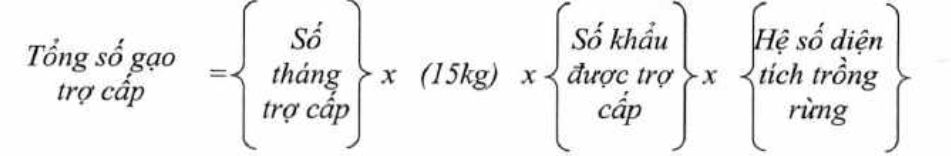 Tổng số gạo trợ cấp = { Số tháng trợ cấp } x (15kg) x { Số khẩu được trợ cấp } x { Hệ số diện tích trồng rừng }